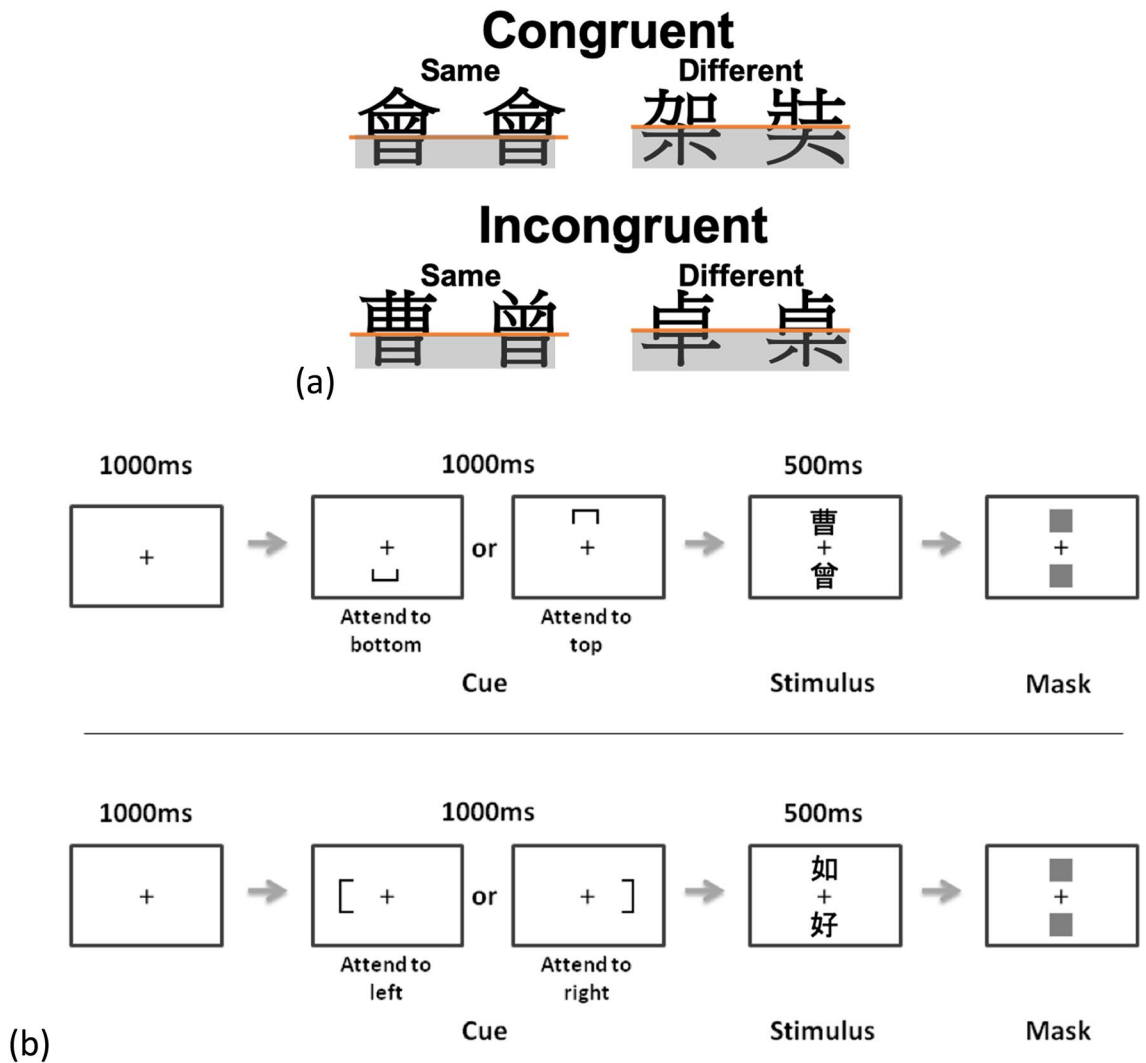 Congruent
Same Different
會 會 架 奘
Incongruent
Same Different
曹 曾 卓 桌
(a)
1000ms 1000ms 500ms
+ + or + 曹
+
曾 +
Attend to
bottom
Attend to
top
Cue Stimulus Mask
1000ms 1000ms 500ms
+ + or + 如
+
好 +
Attend to
left
Attend to
right
Cue Stimulus Mask
(b)